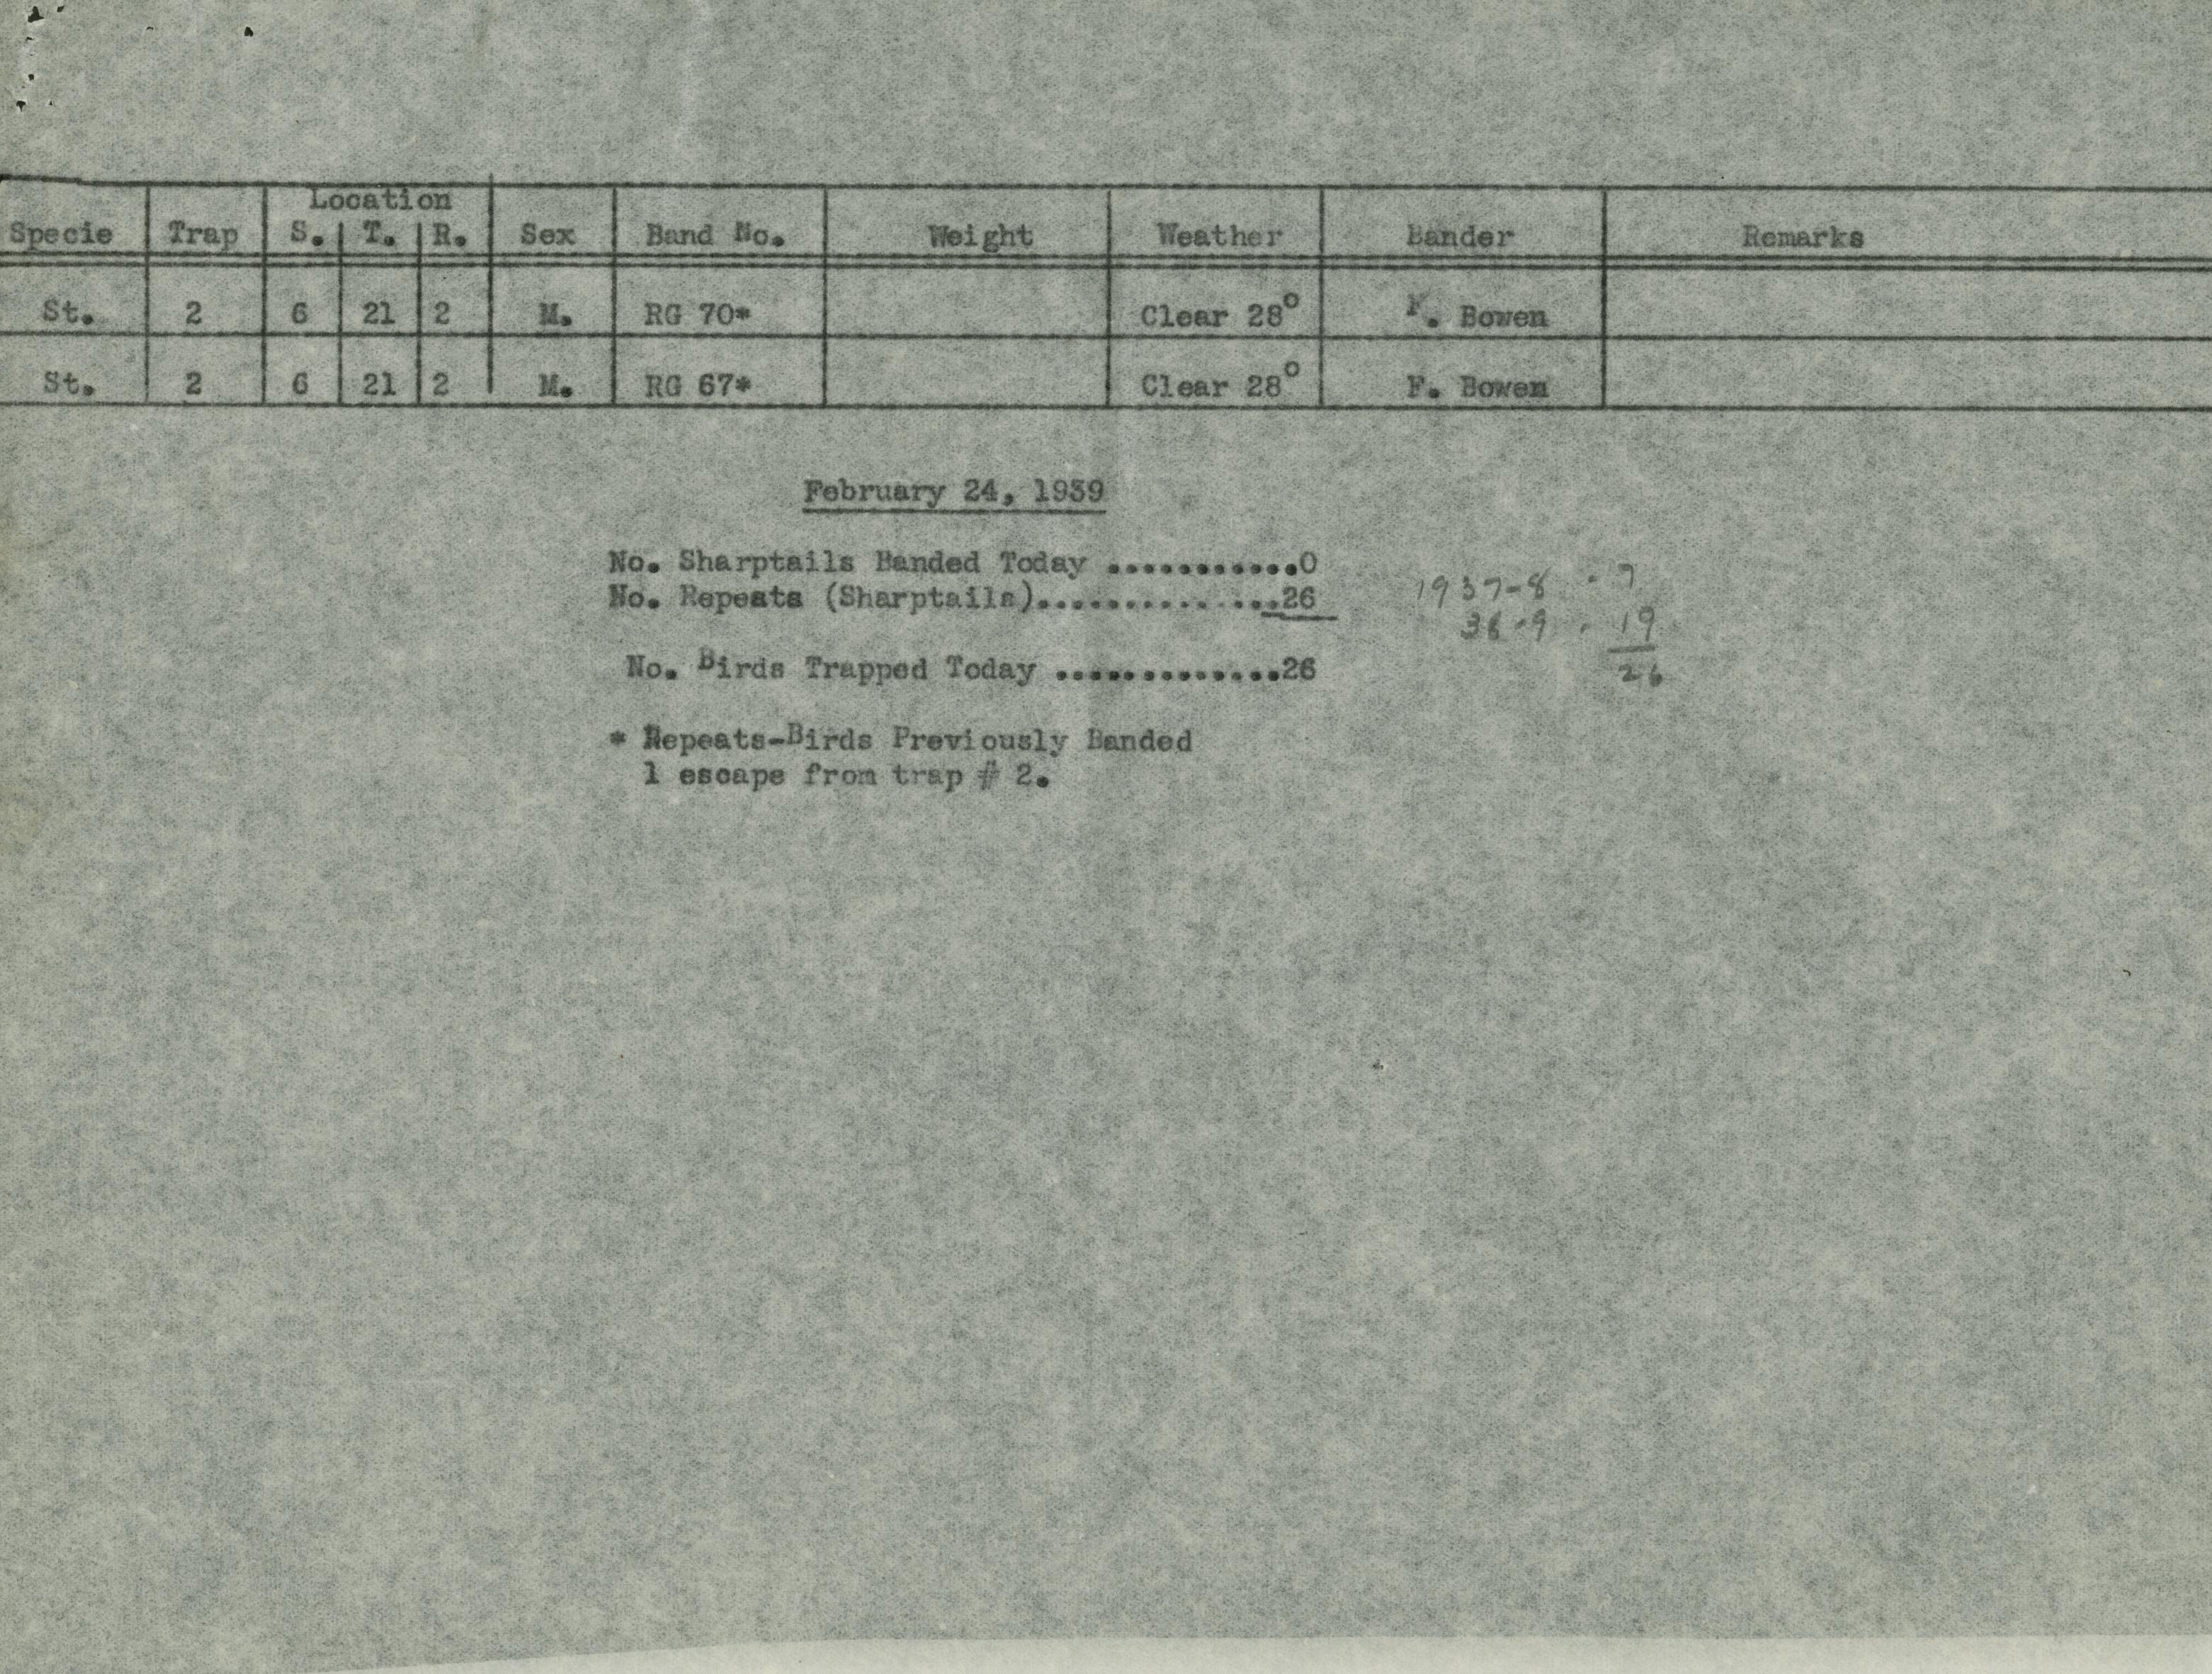 Location
Specie Trap S. T. R. Sex Band No. Weight Weather Bander Remarks
St. 2 6 21 2 M. RG 70* Clear 28° F. Bowen
St. 2 6 21 2 M. RG 67* Clear 28° F. Bowen
February 24, 1939
No. Sharptails Banded Today ...........0
No. Repeats (Sharptails)..............26
No. Birds Trapped Today .............26
* Repeats-Birds Previously Banded
1 escape from trap # 2.
1937-8 - 7
38-9 . 19
26